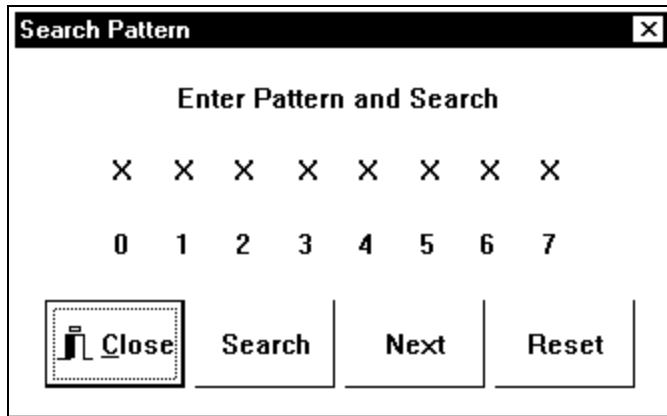 Search Pattern
Enter Pattern and Search
X X X X X X X X
0 1 2 3 4 5 6 7
Close Search Next Reset